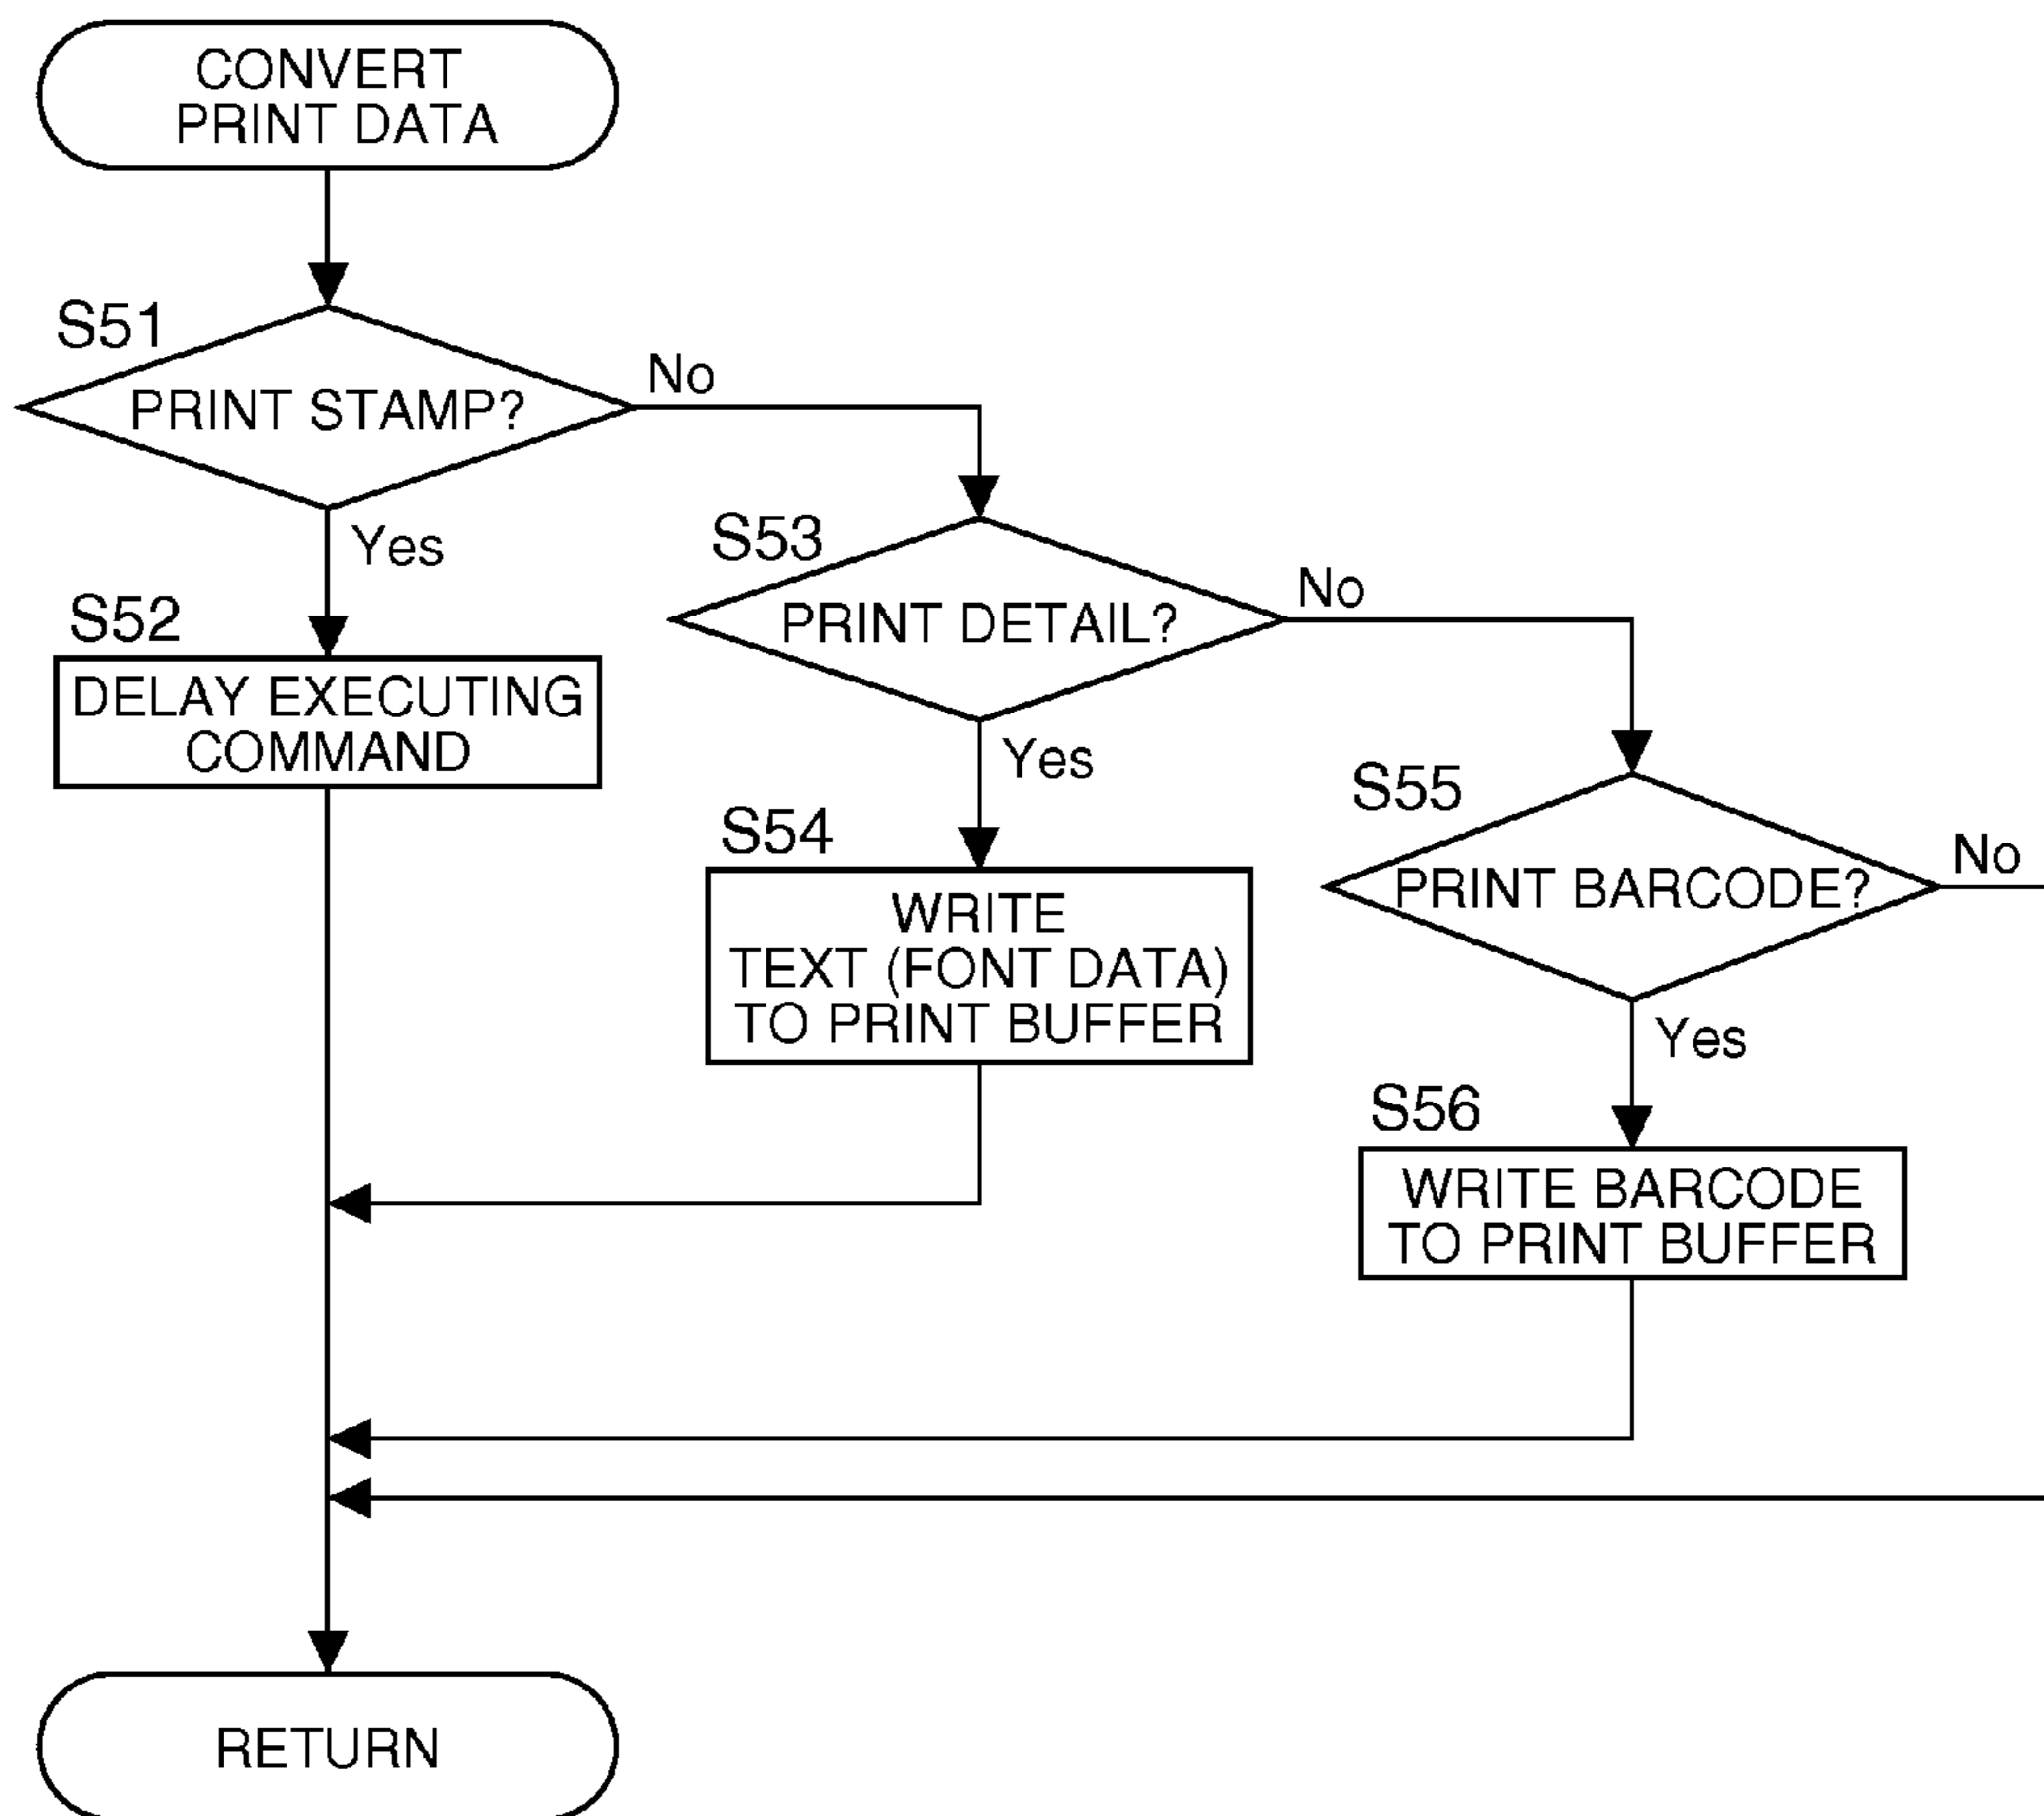 CONVERT
PRINT DATA
S51
PRINT STAMP?
No
Yes
S52
DELAY EXECUTING
COMMAND
S53
PRINT DETAIL?
No
Yes
S54
WRITE
TEXT (FONT DATA)
TO PRINT BUFFER
S55
PRINT BARCODE?
No
Yes
S56
WRITE BARCODE
TO PRINT BUFFER
RETURN